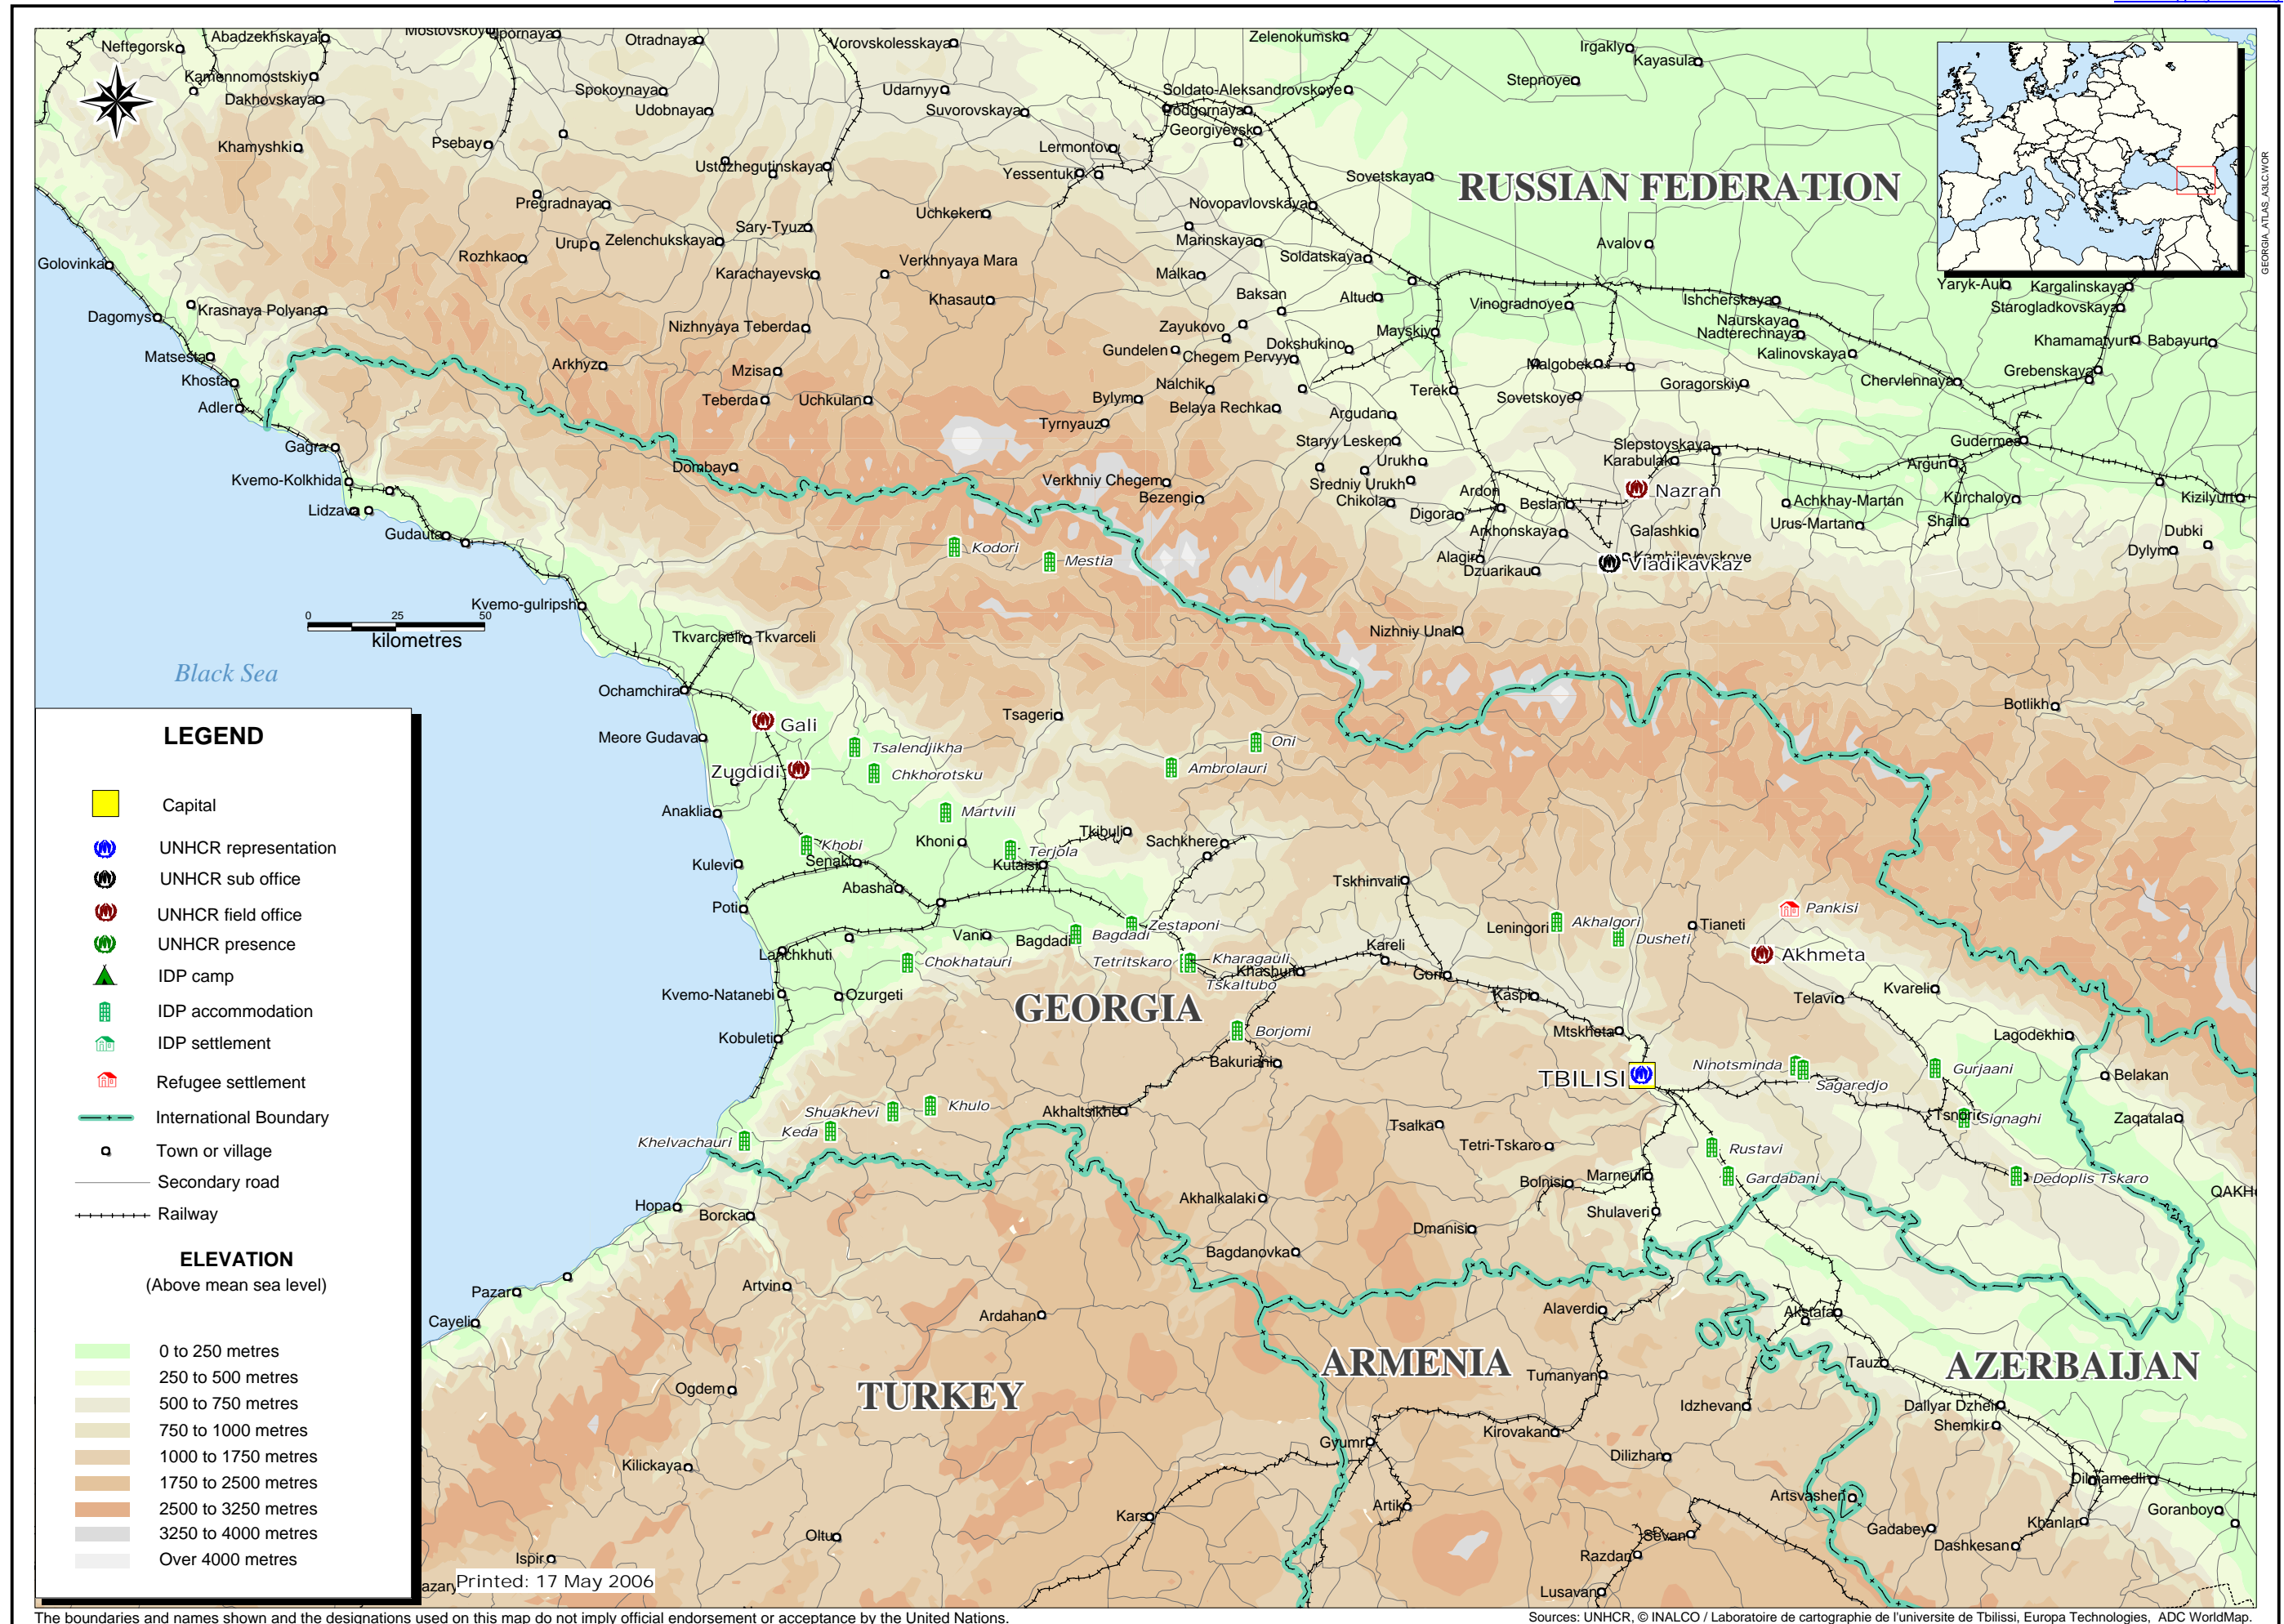 Neftegorsk
Abadzekhskaya
Otradnaya
Vorovskolesskaya
Zelenokumsk
Irgakly
Kayasula
Stepnoye
Kamennomostskiy
Dakhovskaya
Spokoynaya
Udobnaya
Udarnyy
Suvorovskaya
Soldato-Aleksandrovskoye
Podgornaya
Georgiyevsk
Khamyshki
Psebay
Lermontov
Ustdzhegutinskaya
Yessentuki
Sovetskaya
RUSSIAN FEDERATION
GEORGIA_ATLAS_A3LC.WOR
Pregradnaya
Uchkeken
Novopavlovskaya
Urup
Zelenchukskaya
Sary-Tyuz
Marinskaya
Avalov
Golovinka
Rozhkao
Karachayevsk
Verkhnyaya Mara
Malka
Soldatskaya
Khasaut
Baksan
Altud
Vinogradnoye
Ishcherskaya
Yaryk-Aul
Kargalinskaya
Starogladkovskaya
Dagomys
Krasnaya Polyana
Nizhnyaya Teberda
Zayukovo
Mayskiy
Naurskaya
Nadterechnaya
Khamamatyurt
Babayurt
Matsesta
Arkhyz
Mzisa
Gundelen
Chegem Pervyy
Dokshukino
Malgobek
Kalinovskaya
Grebenskaya
Khosta
Nalchik
Terek
Goragorskiy
Chervlennaya
Adler
Teberda
Uchkulan
Bylym
Belaya Rechka
Sovetskoye
Tyrnyauz
Argudan
Gagra
Staryy Lesken
Slepstovskaya
Gudermes
Dombay
Urukh
Karabulak
Argun
Kvemo-Kolkhida
Verkhniy Chegem
Bezengi
Sredniy Urukh
Chikola
Ardon
Beslan
Nazran
Achkhay-Martan
Kurchaloy
Kizilyurt
Lidzava
Digora
Urus-Martan
Shali
Gudauta
Arkhonskaya
Galashki
Dubki
Kodori
Mestia
Alagir
Dzuarikau
Kambileyevskoye
Vladikavkaz
Dylym
Kvemo-gulripsh
0 25 50
kilometres
Tkvarcheli
Tkvarceli
Nizhniy Unal
Black Sea
Ochamchira
Gali
Tsageri
Botlikh
Meore Gudava
Tsalendjikha
Oni
Zugdidi
Chkhorotsku
Ambrolauri
Anaklia
Martvili
Khobi
Khoni
Terjola
Tkibuli
Sachkhere
Kulevi
Senaki
Kutaisi
Abasha
Tskhinvali
Poti
Pankisi
Leningori
Akhalgori
Dusheti
Tianeti
Lanchkhuti
Vani
Bagdadi
Bagdadi
Zestaponi
Kareli
Akhmeta
Chokhatauri
Tetritskaro
Kharagauli
Khashuri
Tskaltubo
Gori
Kvemo-Natanebi
Ozurgeti
GEORGIA
Kaspi
Telavi
Kvareli
Kobuleti
Borjomi
Mtskheta
Lagodekhi
Bakuriani
TBILISI
Ninotsminda
Sagaredjo
Gurjaani
Belakan
Shuakhevi
Khulo
Akhaltsikhe
Tsnori
Signaghi
Zaqatala
Khelvachauri
Keda
Tsalka
Tetri-Tskaro
Rustavi
Bolnisi
Marneuli
Gardabani
Dedoplis Tskaro
Hopa
Borcka
Akhalkalaki
Shulaveri
Dmanisi
Bagdanovka
Pazar
Artvin
Ardahan
Alaverdi
Akstafa
Cayeli
ARMENIA
AZERBAIJAN
Tauz
TURKEY
Ogdem
Tumanyan
Idzhevan
Dallyar Dzheir
Shemkir
Gyumri
Kirovakan
Dilizhan
Kilickaya
Dilmamedli
Artik
Artsvashen
Goranboy
Kars
Oltu
Sevan
Gadabey
Khanlar
Ispir
Razdan
Dashkesan
Lusavan
LEGEND
Capital
UNHCR representation
UNHCR sub office
UNHCR field office
UNHCR presence
IDP camp
IDP accommodation
IDP settlement
Refugee settlement
International Boundary
Town or village
Secondary road
Railway
ELEVATION
(Above mean sea level)
0 to 250 metres
250 to 500 metres
500 to 750 metres
750 to 1000 metres
1000 to 1750 metres
1750 to 2500 metres
2500 to 3250 metres
3250 to 4000 metres
Over 4000 metres
Printed: 17 May 2006
The boundaries and names shown and the designations used on this map do not imply official endorsement or acceptance by the United Nations.
Sources: UNHCR, © INALCO / Laboratoire de cartographie de l'universite de Tbilissi, Europa Technologies, ADC WorldMap.